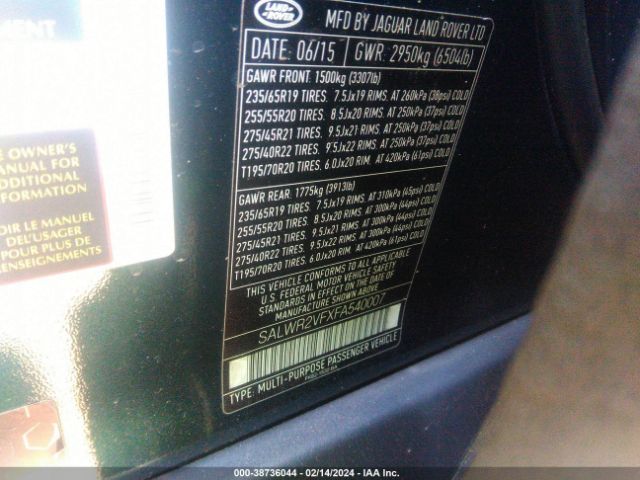 MENT
E OWNER'S
ANUAL FOR
DDITIONAL
FORMATION
OIR LE MANUEL
DEL'USAGER
POUR PLUS DE
ENSEIGNEMENTS
LAND-
ROVER
MFD BY JAGUAR LAND ROVER LTD
DATE: 06/15 GWR: 2950kg (6504lb)
GAWR FRONT: 1500kg (3307lb)
235/65R19 TIRES. 7.5Jx19 RIMS. AT 260kPa (38psi) COLD
255/55R20 TIRES. 8.5Jx20 RIMS. AT 250kPa (37psi) COLD
275/45R21 TIRES. 9.5Jx21 RIMS. AT 250kPa (37psi) COLD
275/40R22 TIRES. 9.5Jx22 RIMS. AT 250kPa (37psi) COLD
T195/70R20 TIRES. 6.0Jx20 RIM. AT 420kPa (61psi) COLD
GAWR REAR: 1775kg (3913lb)
235/65R19 TIRES. 7.5Jx19 RIMS. AT 310kPa (45psi) COLD
255/55R20 TIRES. 8.5Jx20 RIMS. AT 300kPa (44psi) COLD
275/45R21 TIRES. 9.5Jx21 RIMS. AT 300kPa (44psi) COLD
275/40R22 TIRES. 9.5Jx22 RIMS. AT 300kPa (44psi) COLD
T195/70R20 TIRES. 6.0Jx20 RIM. AT 420kPa (61psi) COLD
THIS VEHICLE CONFORMS TO ALL APPLICABLE
U.S. FEDERAL MOTOR VEHICLE SAFETY
STANDARDS IN EFFECT ON THE DATE OF
MANUFACTURE SHOWN ABOVE.
SALWR2VFXFA540007
TYPE: MULTI-PURPOSE PASSENGER VEHICLE
000-38736044 - 02/14/2024 - IAA Inc.